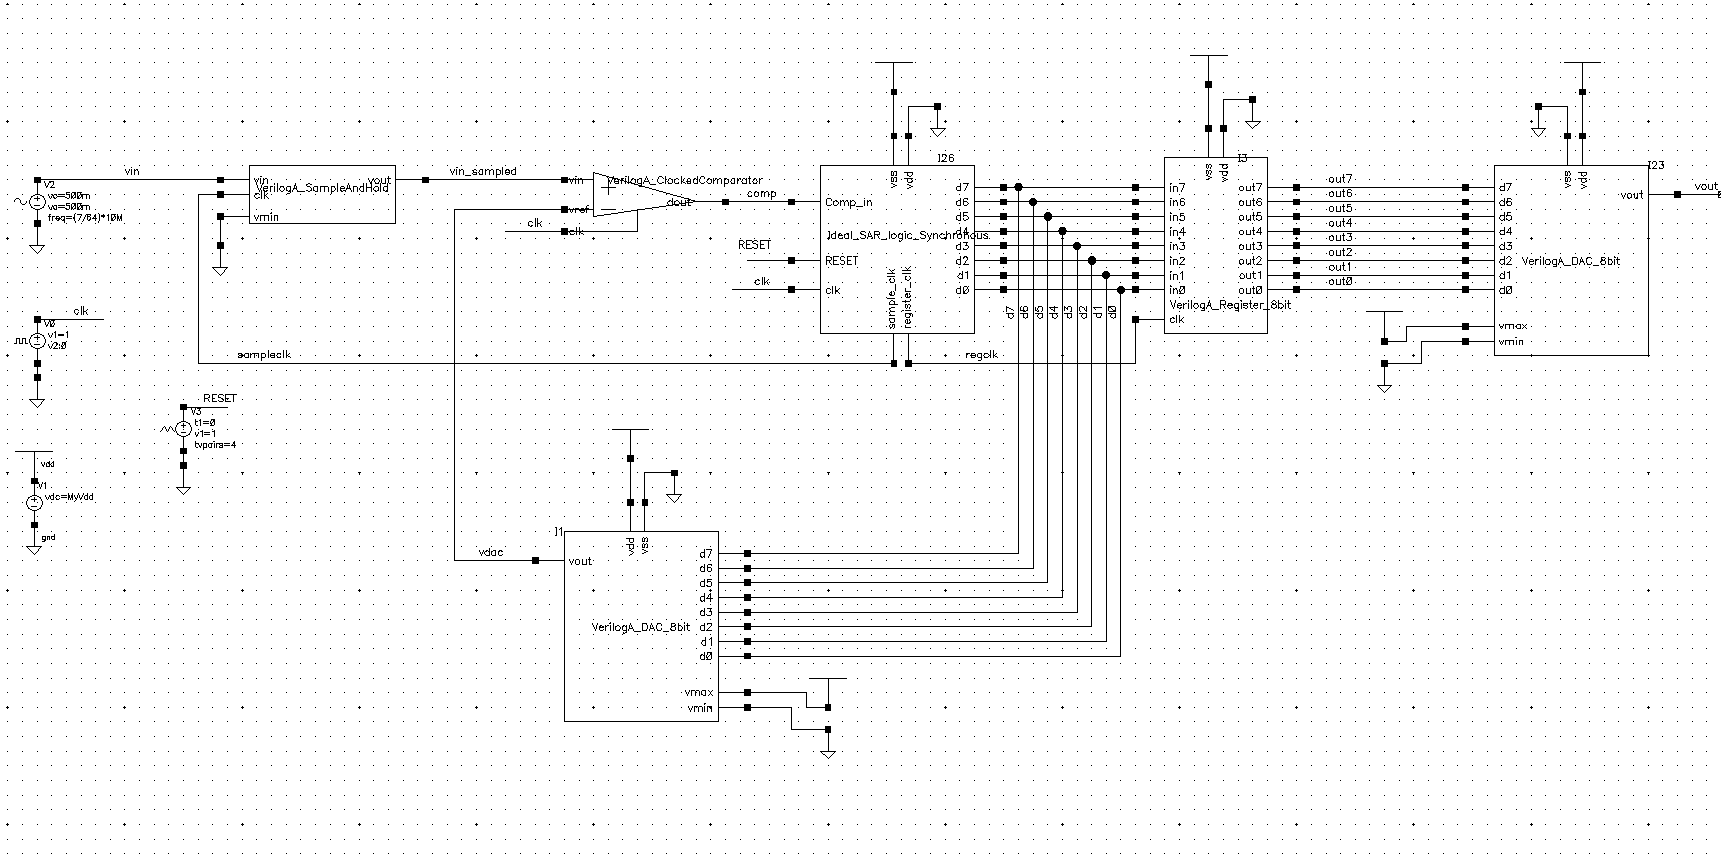 vin
V2
vo=500m
va=500m
freq=(7/64)*10M
vin
clk
vmin
vout
VerilogA_SampleAndHold
vin_sampled
vin
vref
clk
clk
VerilogA_ClockedComparator
dout
comp
RESET
clk
I26
vss
vdd
Comp_in
Ideal_SAR_logic_Synchronous
RESET
clk
sample_clk
register_clk
d7
d6
d5
d4
d3
d2
d1
d0
d7
d6
d5
d4
d3
d2
d1
d0
I3
vss
vdd
in7
in6
in5
in4
in3
in2
in1
in0
VerilogA_Register_8bit
clk
out7
out6
out5
out4
out3
out2
out1
out0
out7
out6
out5
out4
out3
out2
out1
out0
I23
vss
vdd
d7
d6
d5
d4
d3
d2
d1
d0
VerilogA_DAC_8bit
vmax
vmin
vout
vout
clk
V0
v1=1
v2:0
sampleclk
regclk
RESET
V3
t1=0
v1=1
tvpairs=4
vdd
V1
vdc=MyVdd
gnd
vdac
I1
vdd
vss
vout
VerilogA_DAC_8bit
d7
d6
d5
d4
d3
d2
d1
d0
vmax
vmin